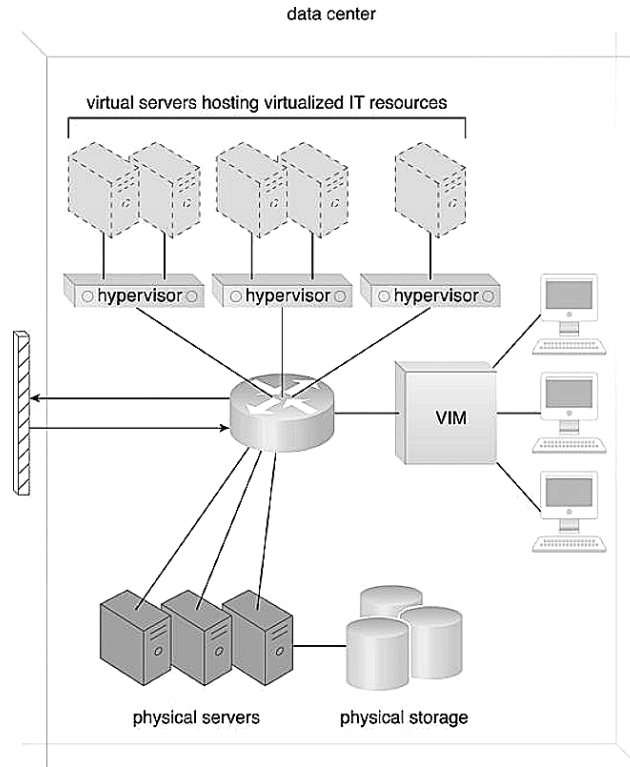 data center
virtual servers hosting virtualized IT resources
hypervisor
hypervisor
hypervisor
VIM
physical servers
physical storage